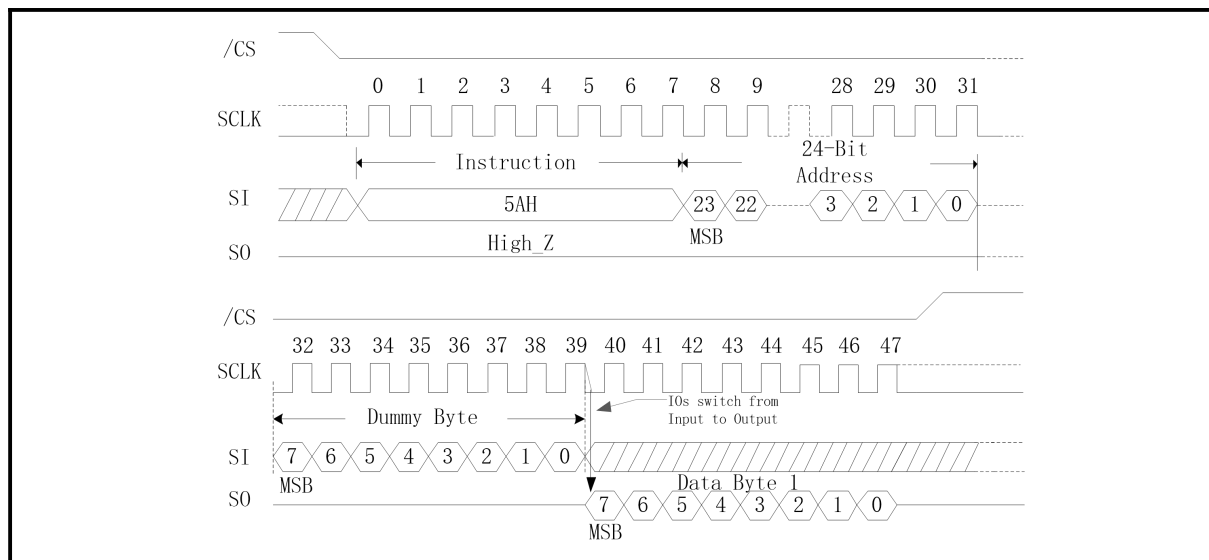 /CS
0 1 2 3 4 5 6 7 8 9 28 29 30 31
SCLK
Instruction
24-Bit
Address
SI
5AH
23 22 3 2 1 0
MSB
High_Z
SO
/CS
32 33 34 35 36 37 38 39 40 41 42 43 44 45 46 47
SCLK
Dummy Byte
IOs switch from
Input to Output
SI
7 6 5 4 3 2 1 0
MSB
Data Byte 1
SO
7 6 5 4 3 2 1 0
MSB